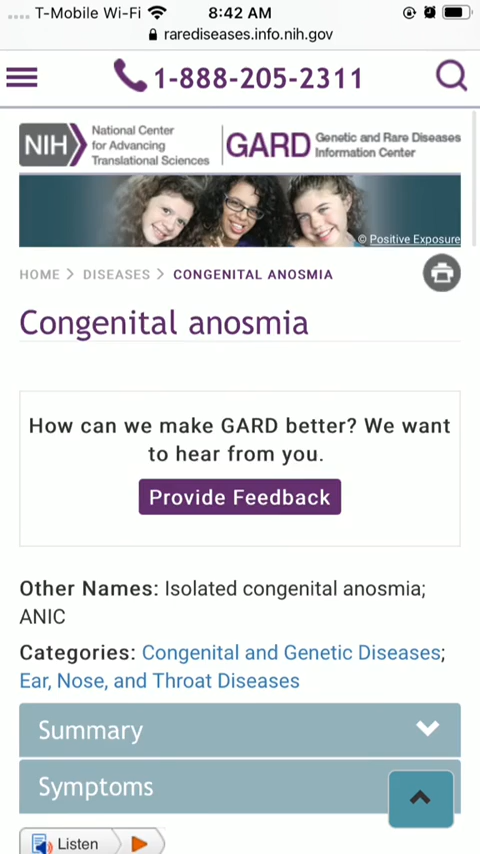 T-Mobile Wi-Fi 8:42 AM
rarediseases.info.nih.gov
1-888-205-2311
NIH National Center for Advancing Translational Sciences
GARD Genetic and Rare Diseases Information Center
© Positive Exposure
HOME > DISEASES > CONGENITAL ANOSMIA
Congenital anosmia
How can we make GARD better? We want
to hear from you.
Provide Feedback
Other Names: Isolated congenital anosmia;
ANIC
Categories: Congenital and Genetic Diseases;
Ear, Nose, and Throat Diseases
Summary
Symptoms
Listen